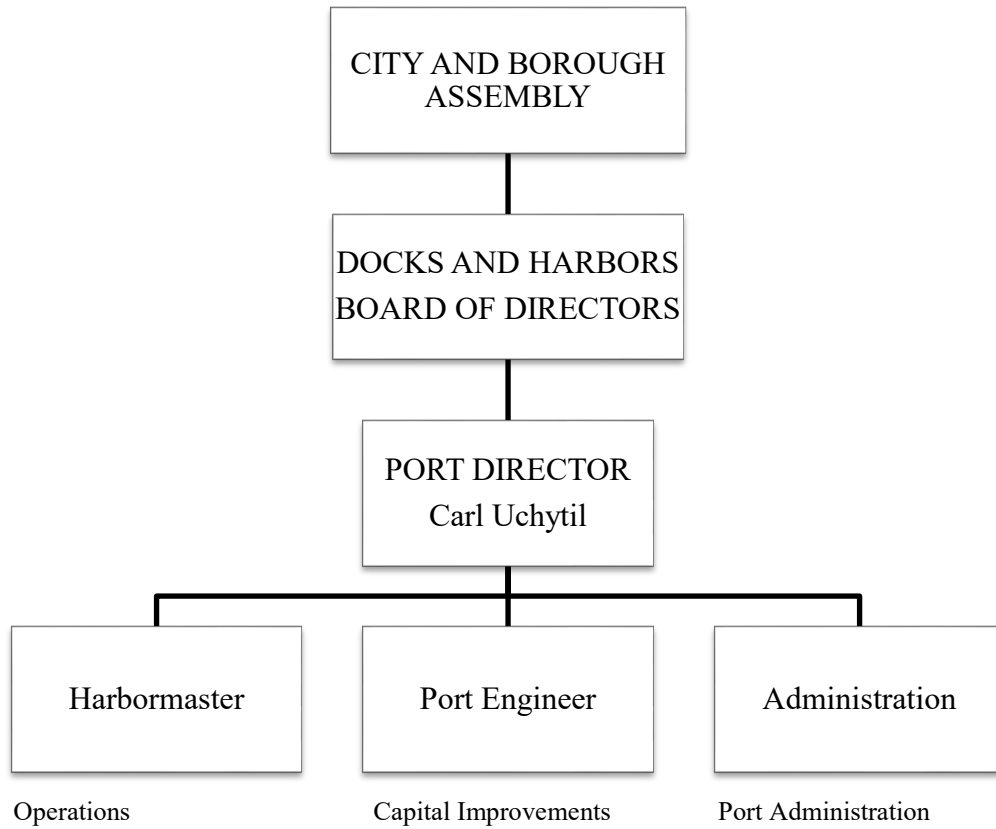 CITY AND BOROUGH
ASSEMBLY
DOCKS AND HARBORS
BOARD OF DIRECTORS
PORT DIRECTOR
Carl Uchytil
Harbormaster
Port Engineer
Administration
Operations
Capital Improvements
Port Administration